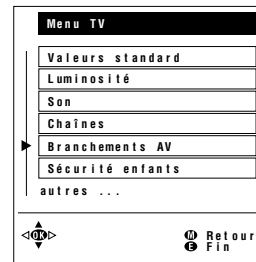 Menu TV
Valeurs standard
Luminosité
Son
Chaînes
Branchements AV
Sécurité enfants
autres ...
OK
M Retour
E Fin